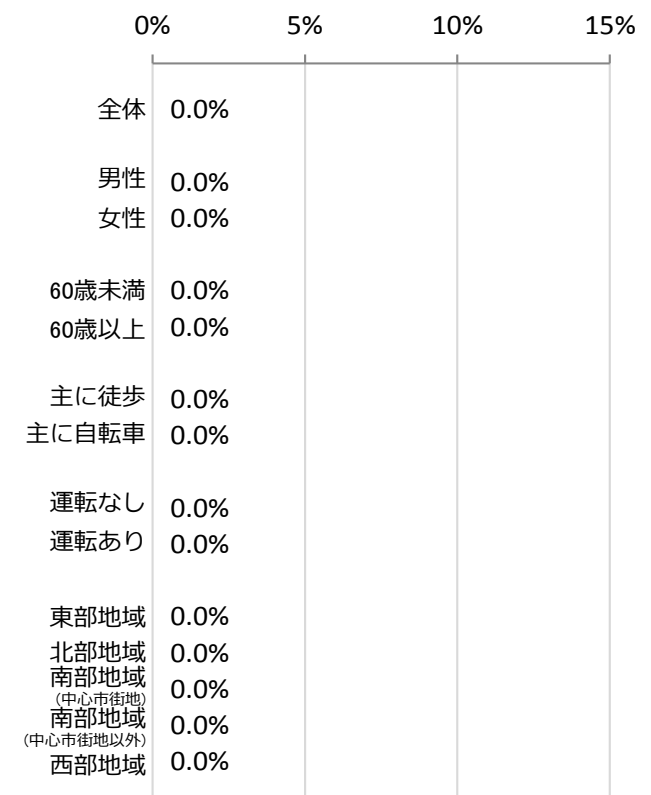 0% 5% 10% 15%
全体 0.0%
男性 0.0%
女性 0.0%
60歳未満 0.0%
60歳以上 0.0%
主に徒歩 0.0%
主に自転車 0.0%
運転なし 0.0%
運転あり 0.0%
東部地域 0.0%
北部地域 0.0%
南部地域 0.0%
(中心市街地)
南部地域 0.0%
(中心市街地以外)
西部地域 0.0%